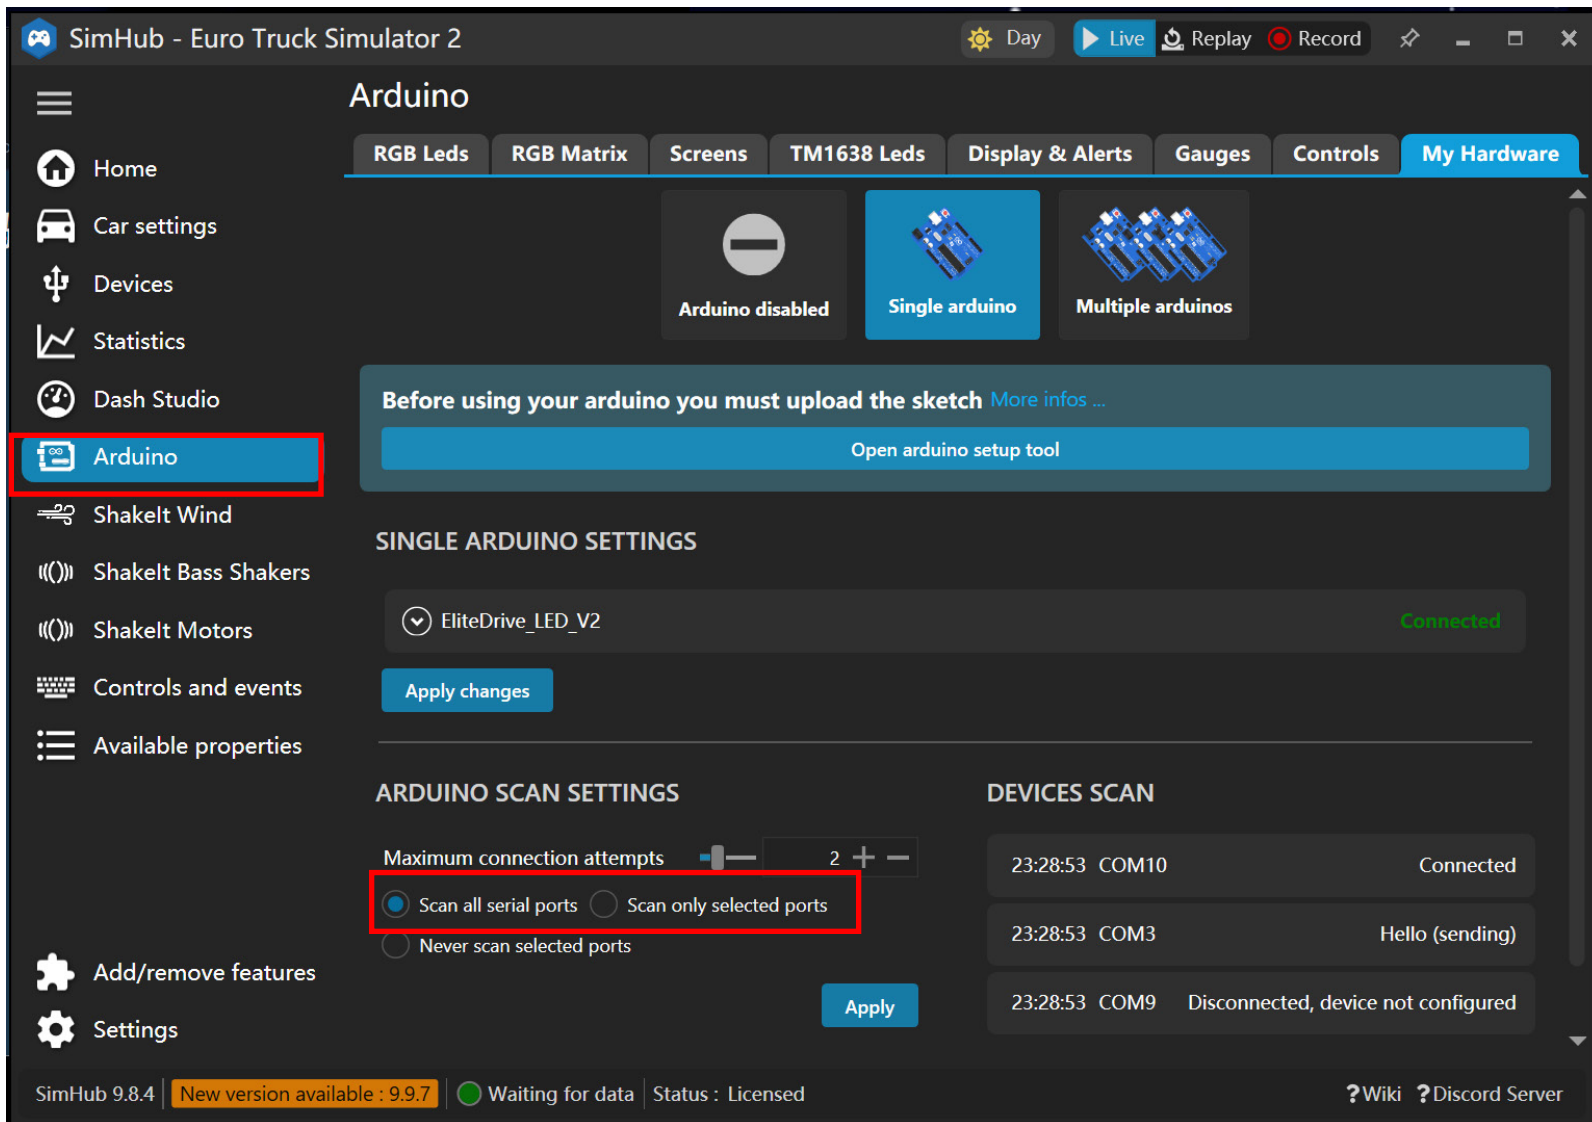 SimHub - Euro Truck Simulator 2
Day
Live
Replay
Record
Arduino
Home
Car settings
Devices
Statistics
Dash Studio
Arduino
ShakeIt Wind
ShakeIt Bass Shakers
ShakeIt Motors
Controls and events
Available properties
Add/remove features
Settings
RGB Leds
RGB Matrix
Screens
TM1638 Leds
Display & Alerts
Gauges
Controls
My Hardware
Arduino disabled
Single arduino
Multiple arduinos
Before using your arduino you must upload the sketch More infos ...
Open arduino setup tool
SINGLE ARDUINO SETTINGS
EliteDrive_LED_V2
Connected
Apply changes
ARDUINO SCAN SETTINGS
Maximum connection attempts
2
Scan all serial ports
Scan only selected ports
Never scan selected ports
Apply
DEVICES SCAN
23:28:53 COM10 Connected
23:28:53 COM3 Hello (sending)
23:28:53 COM9 Disconnected, device not configured
SimHub 9.8.4
New version available : 9.9.7
Waiting for data
Status : Licensed
?Wiki
?Discord Server